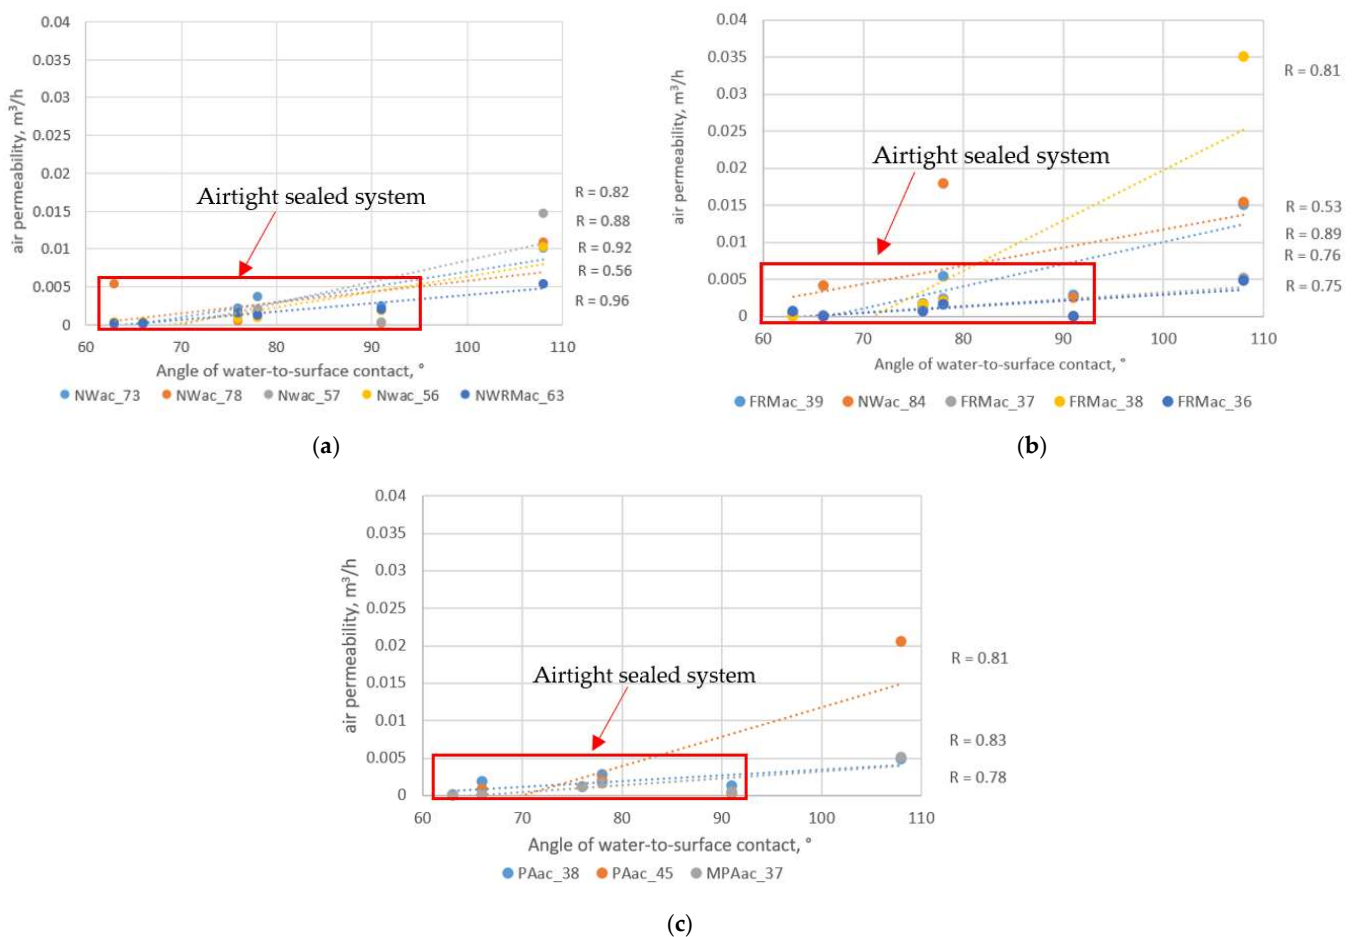 0.04
0.035
0.03
0.025
0.02
0.015
0.01
0.005
0
air permeability, m³/h
Airtight sealed system
R = 0.82
R = 0.88
R = 0.92
R = 0.56
R = 0.96
60 70 80 90 100 110
Angle of water-to-surface contact, °
NWac_73 NWac_78 Nwac_57 Nwac_56 NWRMac_63
(a)
0.04
0.035
0.03
0.025
0.02
0.015
0.01
0.005
0
air permeability, m³/h
Airtight sealed system
R = 0.81
R = 0.53
R = 0.89
R = 0.76
R = 0.75
60 70 80 90 100 110
Angle of water-to-surface contact, °
FRMac_39 NWac_84 FRMac_37 FRMac_38 FRMac_36
(b)
0.04
0.035
0.03
0.025
0.02
0.015
0.01
0.005
0
air permeability, m³/h
Airtight sealed system
R = 0.81
R = 0.83
R = 0.78
60 70 80 90 100 110
Angle of water-to-surface contact, °
PAac_38 PAac_45 MPAac_37
(c)